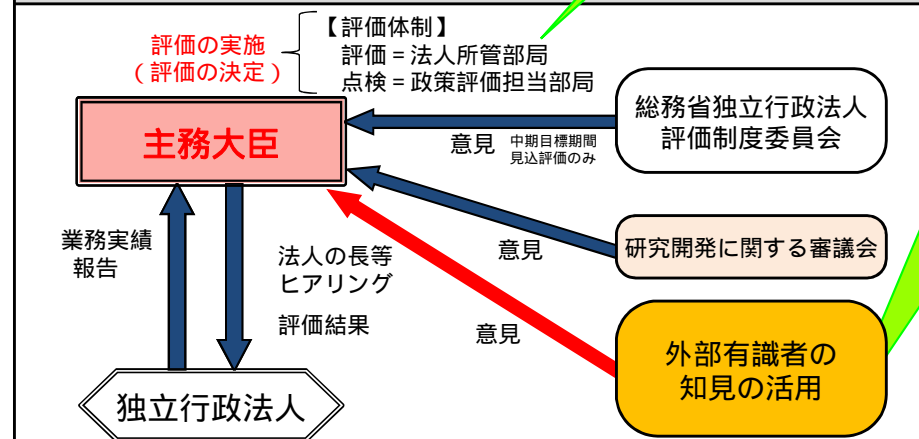 評価の実施
(評価の決定)
【評価体制】
評価=法人所管部局
点検=政策評価担当部局
主務大臣
総務省独立行政法人
評価制度委員会
意見
中期目標期間
見込評価のみ
業務実績
報告
法人の長等
ヒアリング
評価結果
意見
研究開発に関する審議会
意見
外部有識者の
知見の活用
独立行政法人